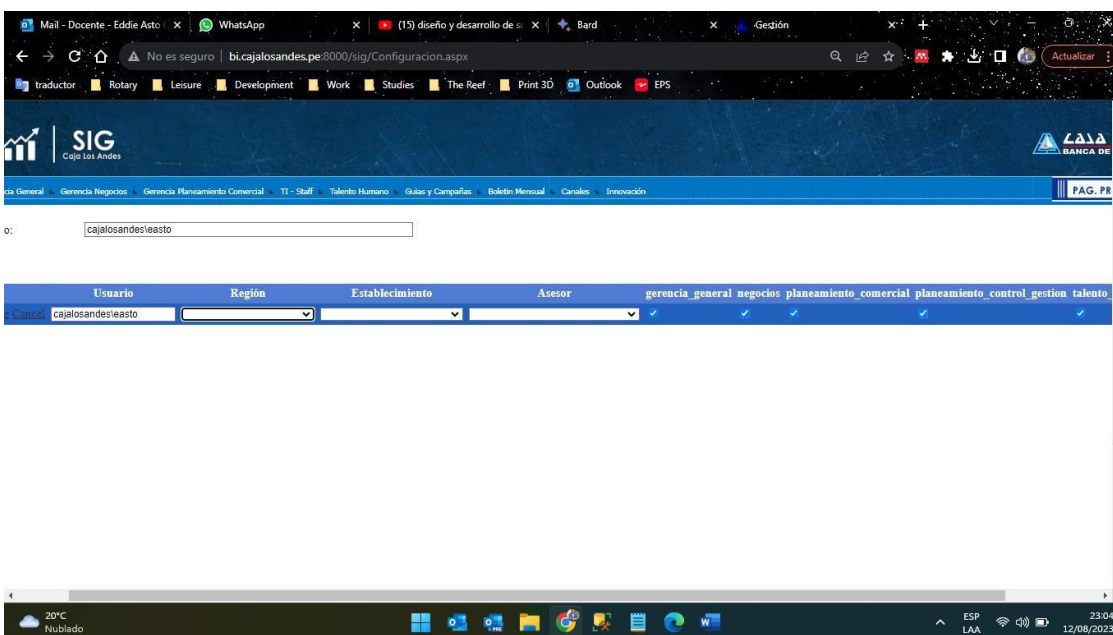 Mail - Docente - Eddie Asto
WhatsApp
(15) diseño y desarrollo de s
Bard
Gestión
No es seguro | bi.cajalosandes.pe:8000/sig/Configuracion.aspx
Actualizar
traductor Rotary Leisure Development Work Studies The Reef Print 3D Outlook EPS
SIG
Caja Los Andes
BANCA DE
cia General Gerencia Negocios Gerencia Planeamiento Comercial TI - Staff Talento Humano Guias y Campañas Boletin Mensual Canales Innovación
PAG. PR
o: cajalosandes\easto
Usuario Región Establecimiento Asesor gerencia_general negocios planeamiento_comercial planeamiento_control_gestion talento_
e Cancel cajalosandes\easto
20°C
Nublado
ESP
LAA
23:04
12/08/2023